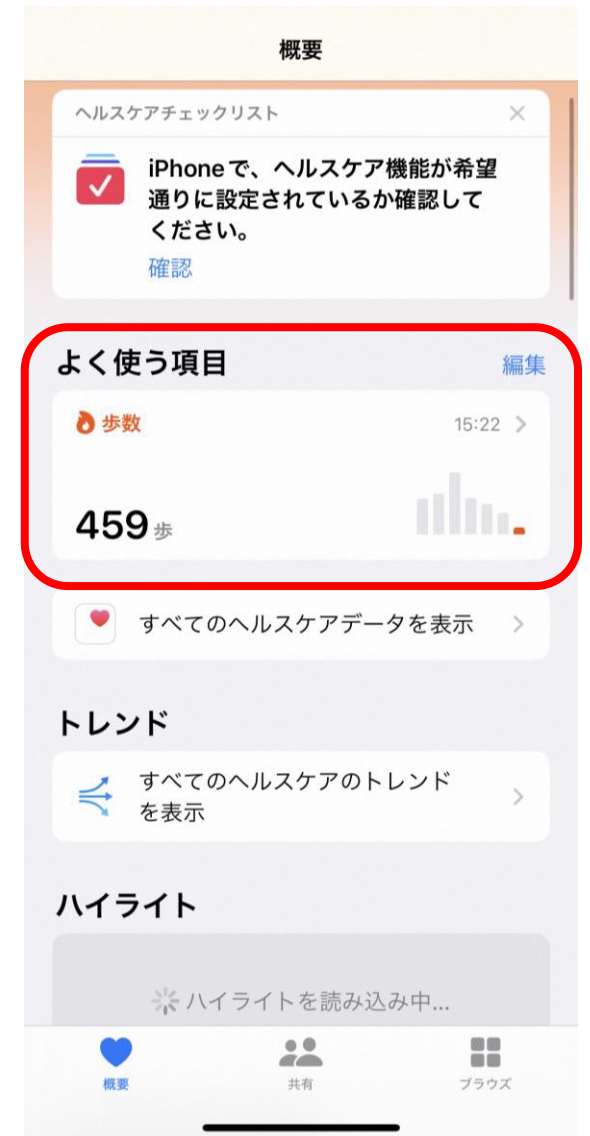 概要
ヘルスケアチェックリスト
iPhoneで、ヘルスケア機能が希望
通りに設定されているか確認して
ください。
確認
よく使う項目 編集
歩数 15:22
459歩
すべてのヘルスケアデータを表示
トレンド
すべてのヘルスケアのトレンド
を表示
ハイライト
ハイライトを読み込み中...
概要 共有 ブラウズ